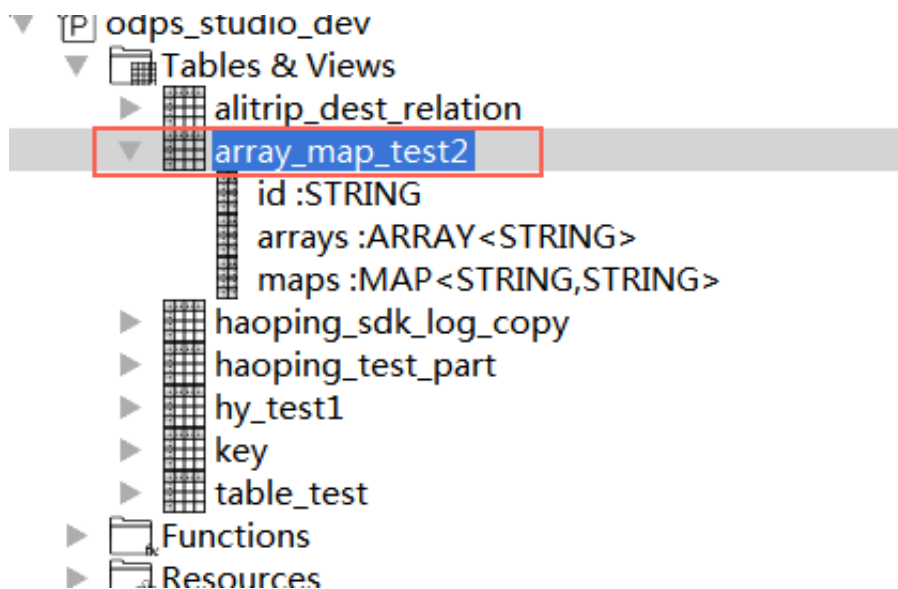 odps_studio_dev
Tables & Views
alitrip_dest_relation
array_map_test2
id :STRING
arrays :ARRAY<STRING>
maps :MAP<STRING,STRING>
haoping_sdk_log_copy
haoping_test_part
hy_test1
key
table_test
Functions
Resources